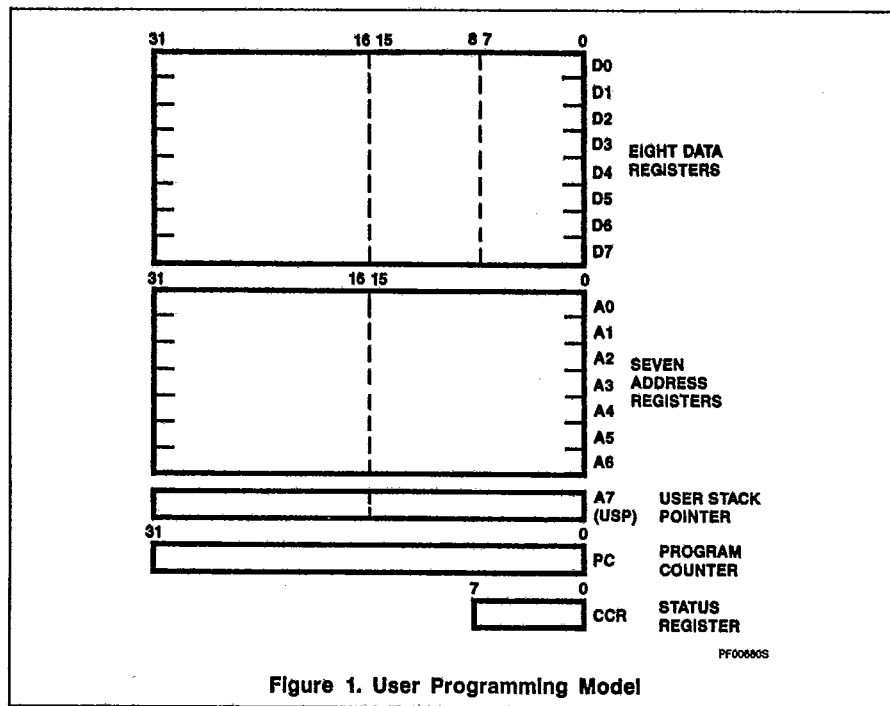 31 16 15 8 7 0
D0
D1
D2
D3
D4
D5
D6
D7
EIGHT DATA
REGISTERS
31 16 15 0
A0
A1
A2
A3
A4
A5
A6
SEVEN
ADDRESS
REGISTERS
A7
(USP)
USER STACK
POINTER
31 0
PC
PROGRAM
COUNTER
7 0
CCR
STATUS
REGISTER
PF00680S
Figure 1. User Programming Model